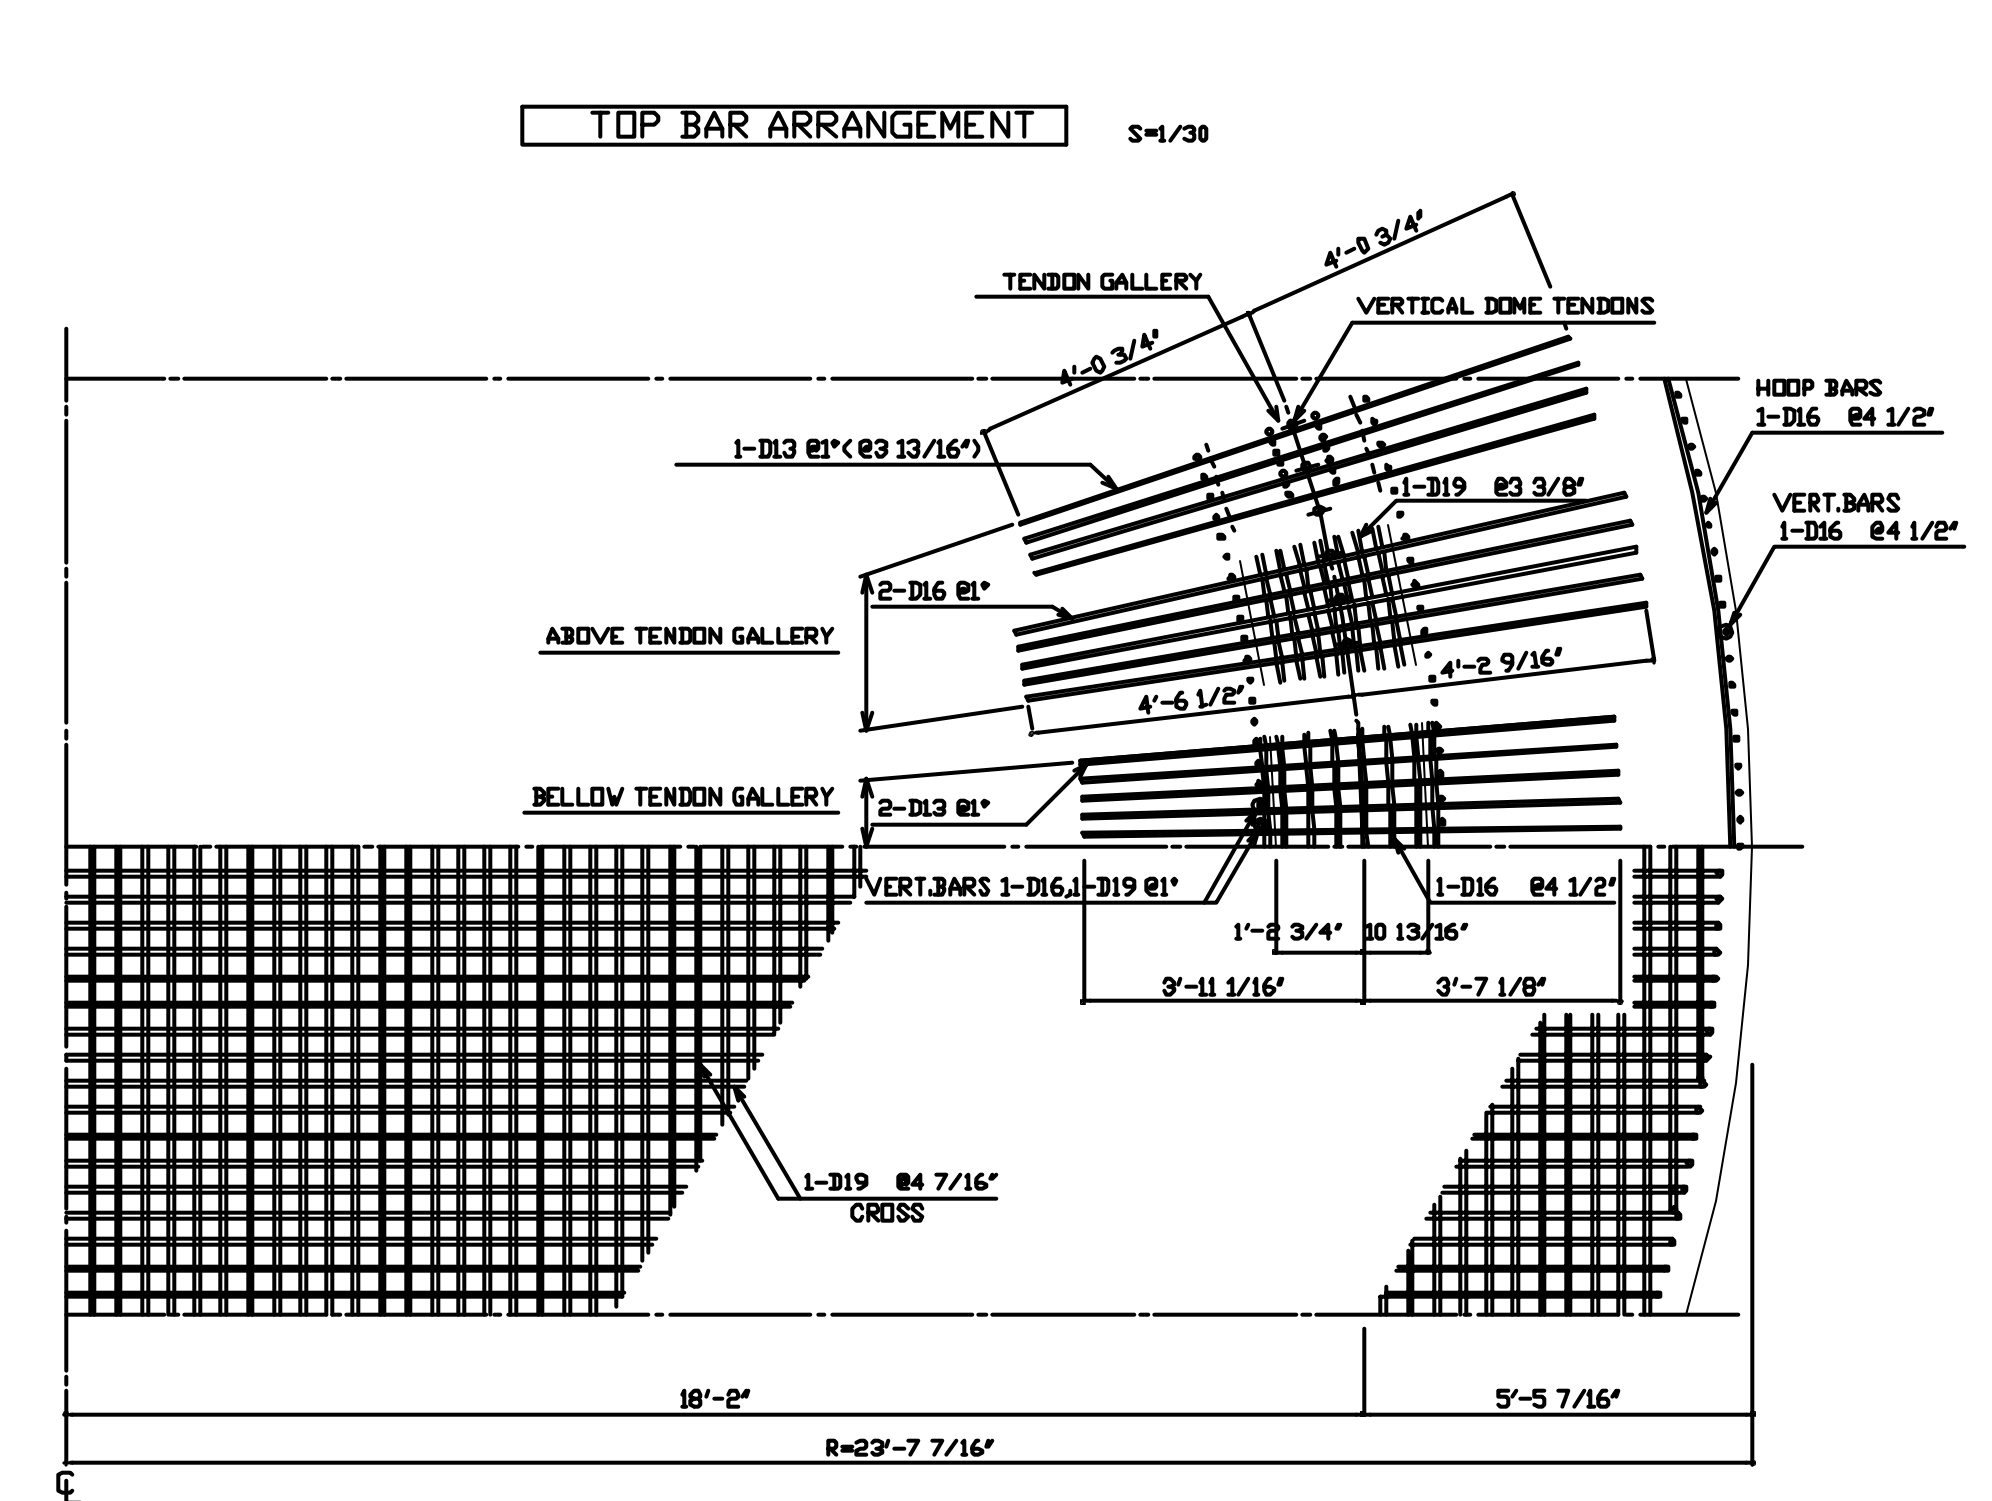 TOP BAR ARRANGEMENT
S=1/30
4'-0 3/4"
TENDON GALLERY
VERTICAL DOME TENDONS
4'-0 3/4"
HOOP BARS
1-D16 @4 1/2"
1-D13 @1°(@3 13/16")
1-D19 @3 3/8"
VERT.BARS
1-D16 @4 1/2"
2-D16 @1°
ABOVE TENDON GALLERY
4'-2 9/16"
4'-6 1/2"
BELLOW TENDON GALLERY
2-D13 @1°
VERT.BARS 1-D16,1-D19 @1°
1-D16 @4 1/2"
1'-2 3/4"
10 13/16"
3'-11 1/16"
3'-7 1/8"
1-D19 @4 7/16"
CROSS
18'-2"
5'-5 7/16"
R=23'-7 7/16"
℄